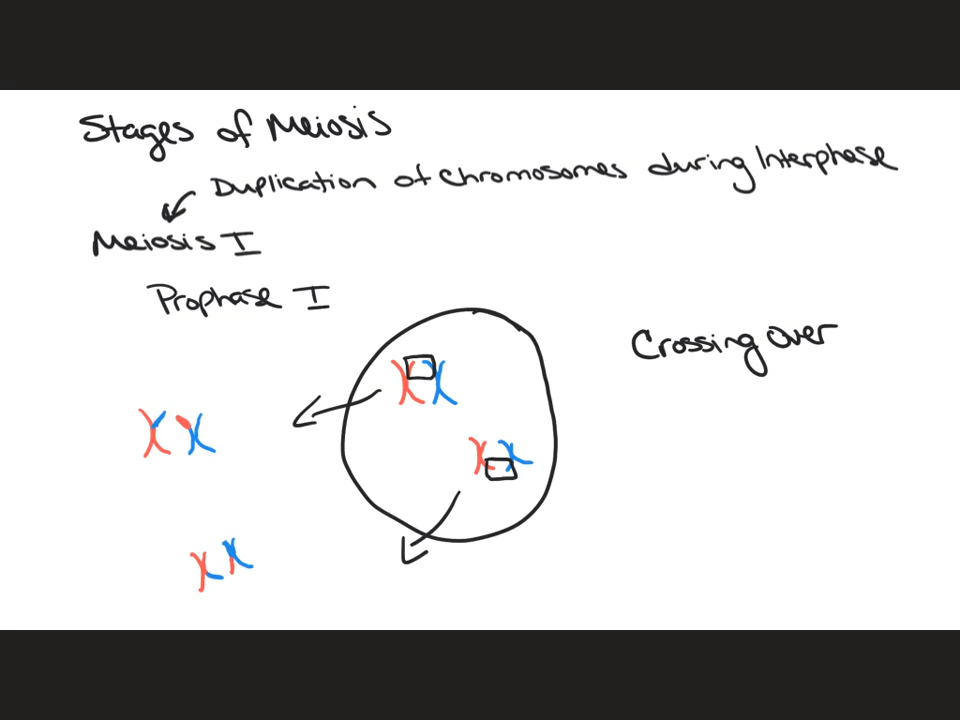 Stages of Meiosis
Duplication of Chromosomes during Interphase
Meiosis I
Prophase I
Crossing Over